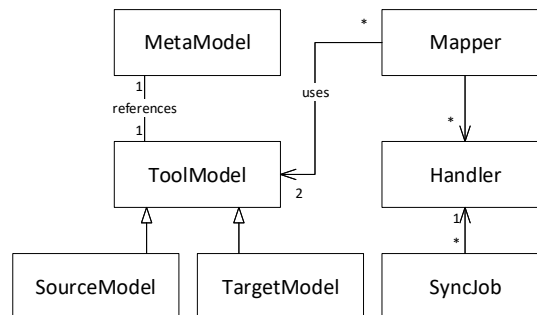 MetaModel
*
Mapper
1
references
1
uses
*
ToolModel
2
Handler
1
*
SourceModel
TargetModel
SyncJob